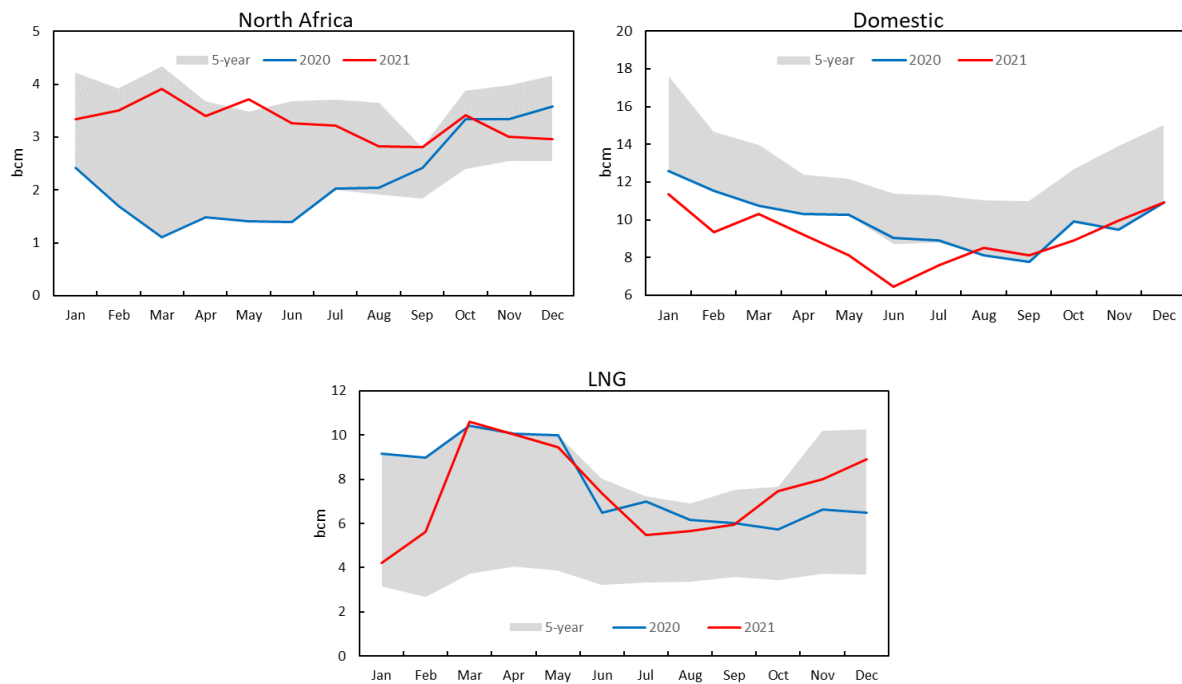 North Africa
5
4
3
2
1
0
bcm
5-year 2020 2021
Jan Feb Mar Apr May Jun Jul Aug Sep Oct Nov Dec
Domestic
20
18
16
14
12
10
8
6
bcm
5-year 2020 2021
Jan Feb Mar Apr May Jun Jul Aug Sep Oct Nov Dec
LNG
12
10
8
6
4
2
0
bcm
5-year 2020 2021
Jan Feb Mar Apr May Jun Jul Aug Sep Oct Nov Dec